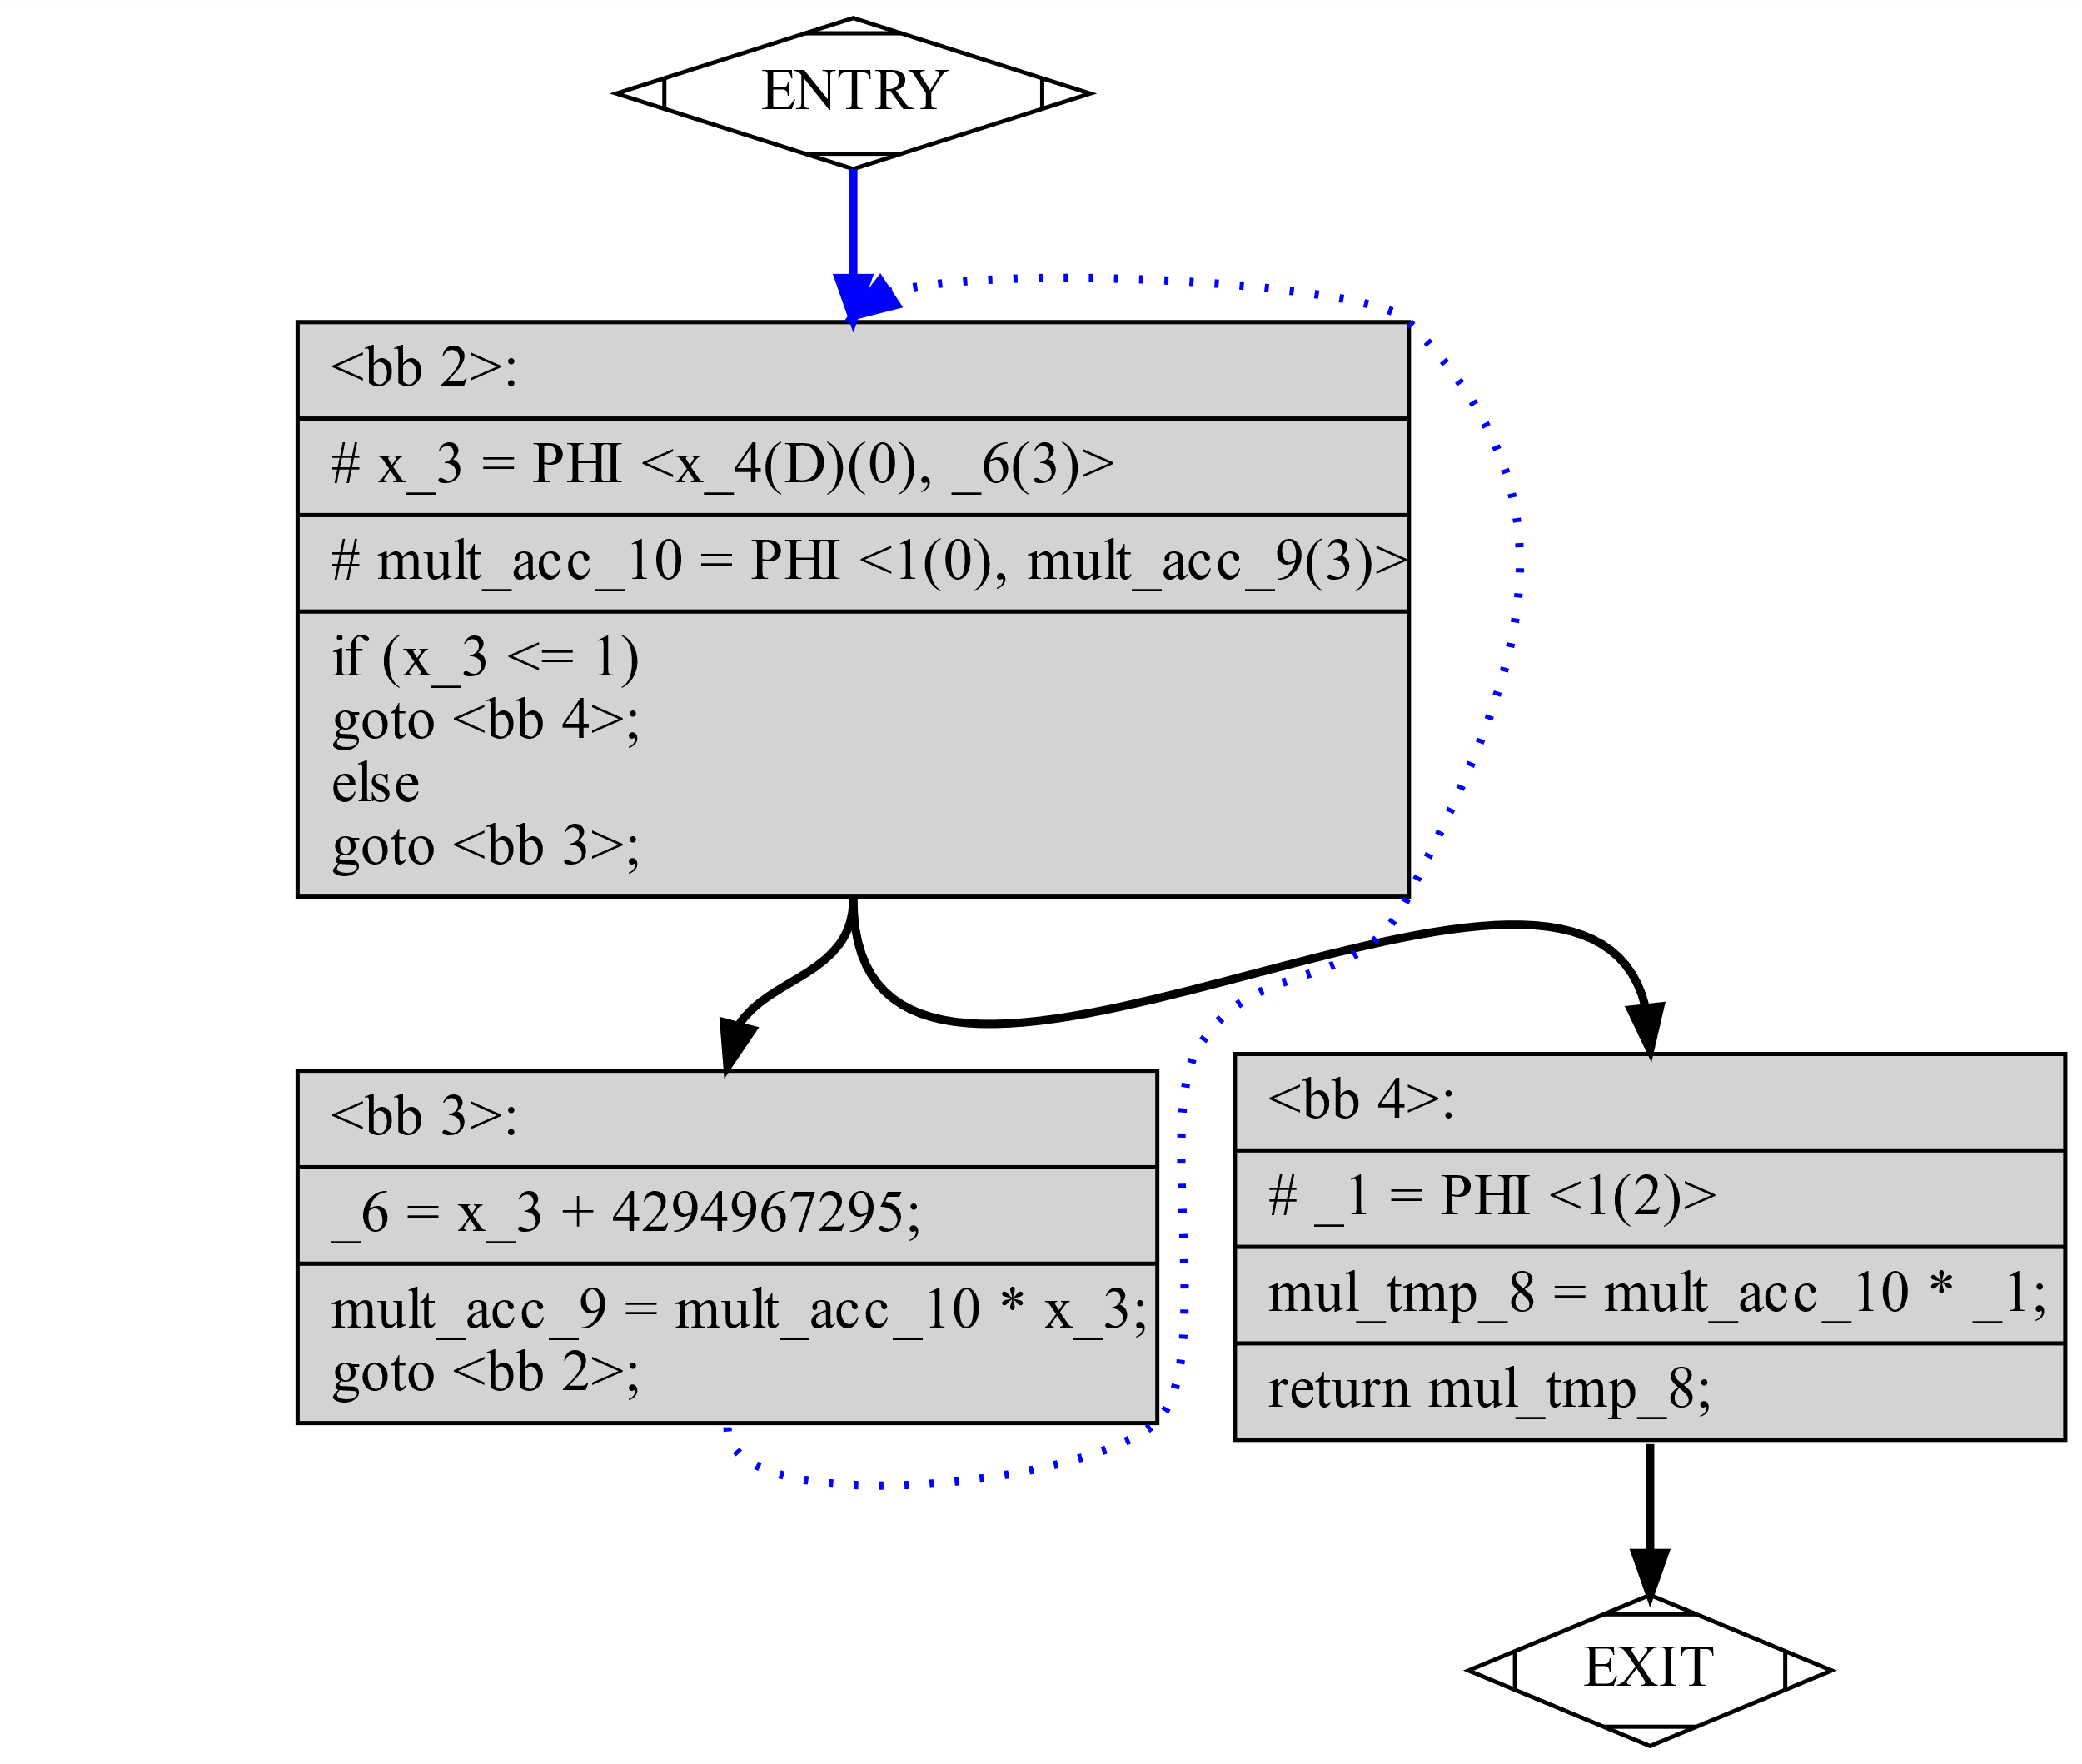 ENTRY
<bb 2>:
# x_3 = PHI <x_4(D)(0), _6(3)>
# mult_acc_10 = PHI <1(0), mult_acc_9(3)>
if (x_3 <= 1)
goto <bb 4>;
else
goto <bb 3>;
<bb 3>:
_6 = x_3 + 4294967295;
mult_acc_9 = mult_acc_10 * x_3;
goto <bb 2>;
<bb 4>:
# _1 = PHI <1(2)>
mul_tmp_8 = mult_acc_10 * _1;
return mul_tmp_8;
EXIT